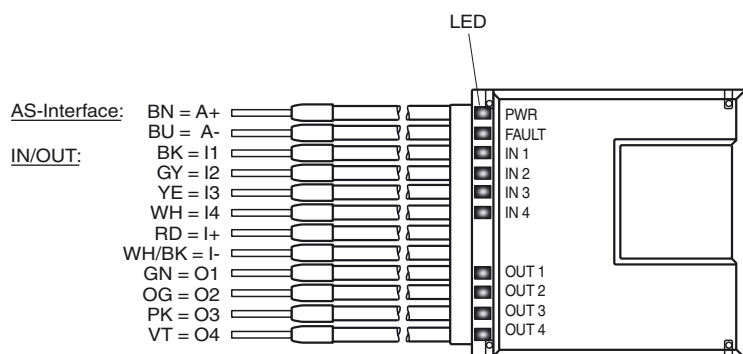 LED
AS-Interface: BN = A+ PWR
BU = A- FAULT
IN/OUT: BK = I1 IN 1
GY = I2 IN 2
YE = I3 IN 3
WH = I4 IN 4
RD = I+
WH/BK = I-
GN = O1 OUT 1
OG = O2 OUT 2
PK = O3 OUT 3
VT = O4 OUT 4